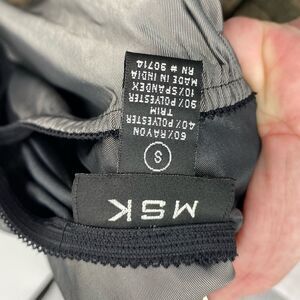 MSK
S
60%RAYON
40%POLYESTER
TRIM
90%POLYESTER
10%SPANDEX
MADE IN INDIA
RN # 90714